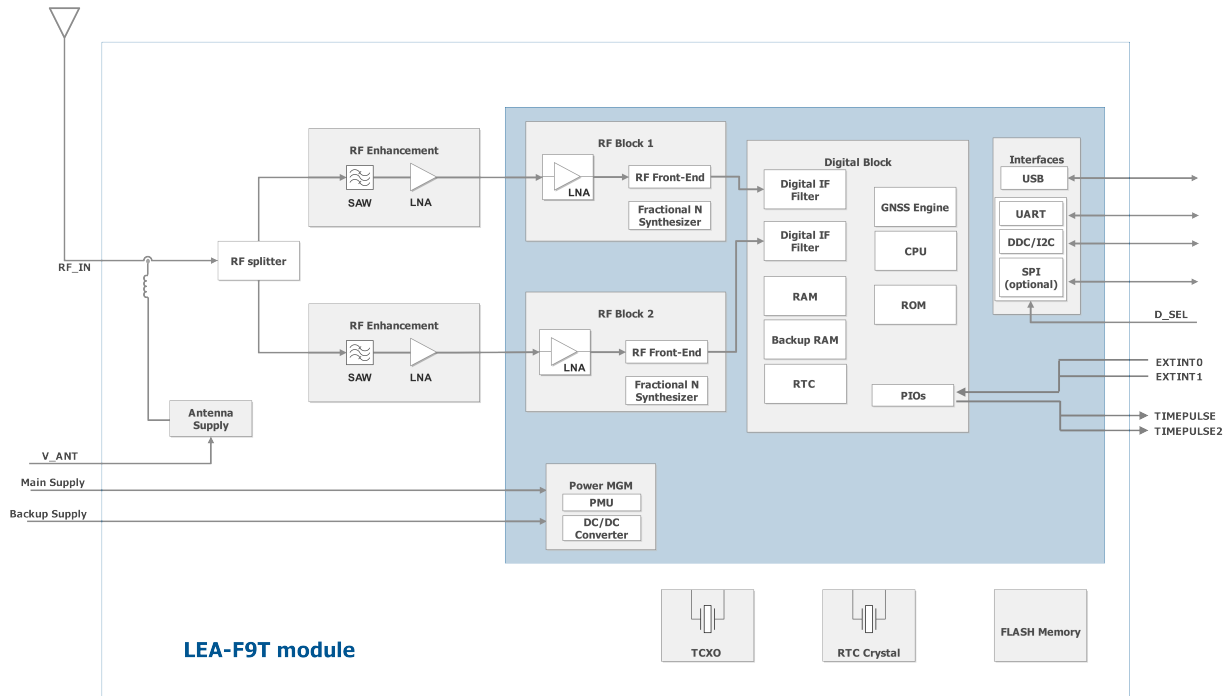 RF_IN
RF splitter
RF Enhancement
SAW
LNA
RF Enhancement
SAW
LNA
Antenna
Supply
V_ANT
Main Supply
Backup Supply
RF Block 1
LNA
RF Front-End
Fractional N
Synthesizer
RF Block 2
LNA
RF Front-End
Fractional N
Synthesizer
Digital Block
Digital IF
Filter
Digital IF
Filter
RAM
Backup RAM
RTC
GNSS Engine
CPU
ROM
PIOs
Interfaces
USB
UART
DDC/I2C
SPI
(optional)
D_SEL
EXTINT0
EXTINT1
TIMEPULSE
TIMEPULSE2
Power MGM
PMU
DC/DC
Converter
TCXO
RTC Crystal
FLASH Memory
LEA-F9T module